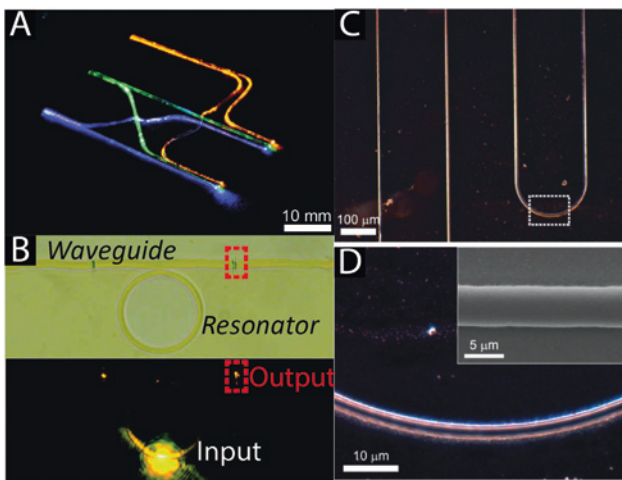 A
10 mm
B
Waveguide
Resonator
Output
Input
C
100 µm
D
5 µm
10 µm